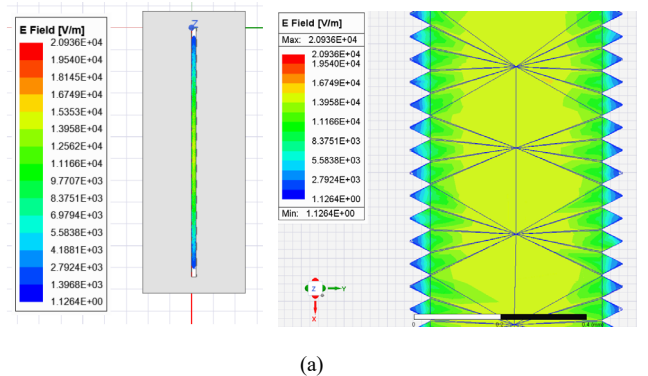 E Field [V/m]
2.0936E+04
1.9540E+04
1.8145E+04
1.6749E+04
1.5353E+04
1.3958E+04
1.2562E+04
1.1166E+04
9.7707E+03
8.3751E+03
6.9794E+03
5.5838E+03
4.1881E+03
2.7924E+03
1.3968E+03
1.1264E+00
Z
E Field [V/m]
Max: 2.0936E+04
2.0936E+04
1.9540E+04
1.6749E+04
1.3958E+04
1.1166E+04
8.3751E+03
5.5838E+03
2.7924E+03
1.1264E+00
Min: 1.1264E+00
Z
Y
X
0
(a)